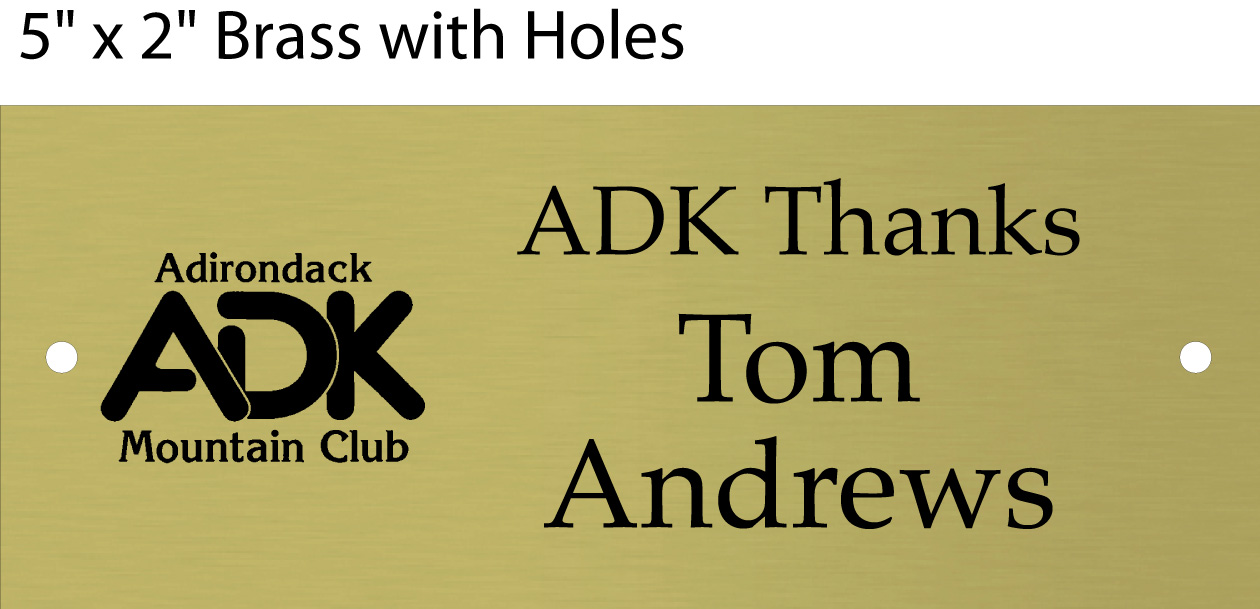 5" x 2" Brass with Holes
Adirondack
ADK
Mountain Club
ADK Thanks
Tom
Andrews